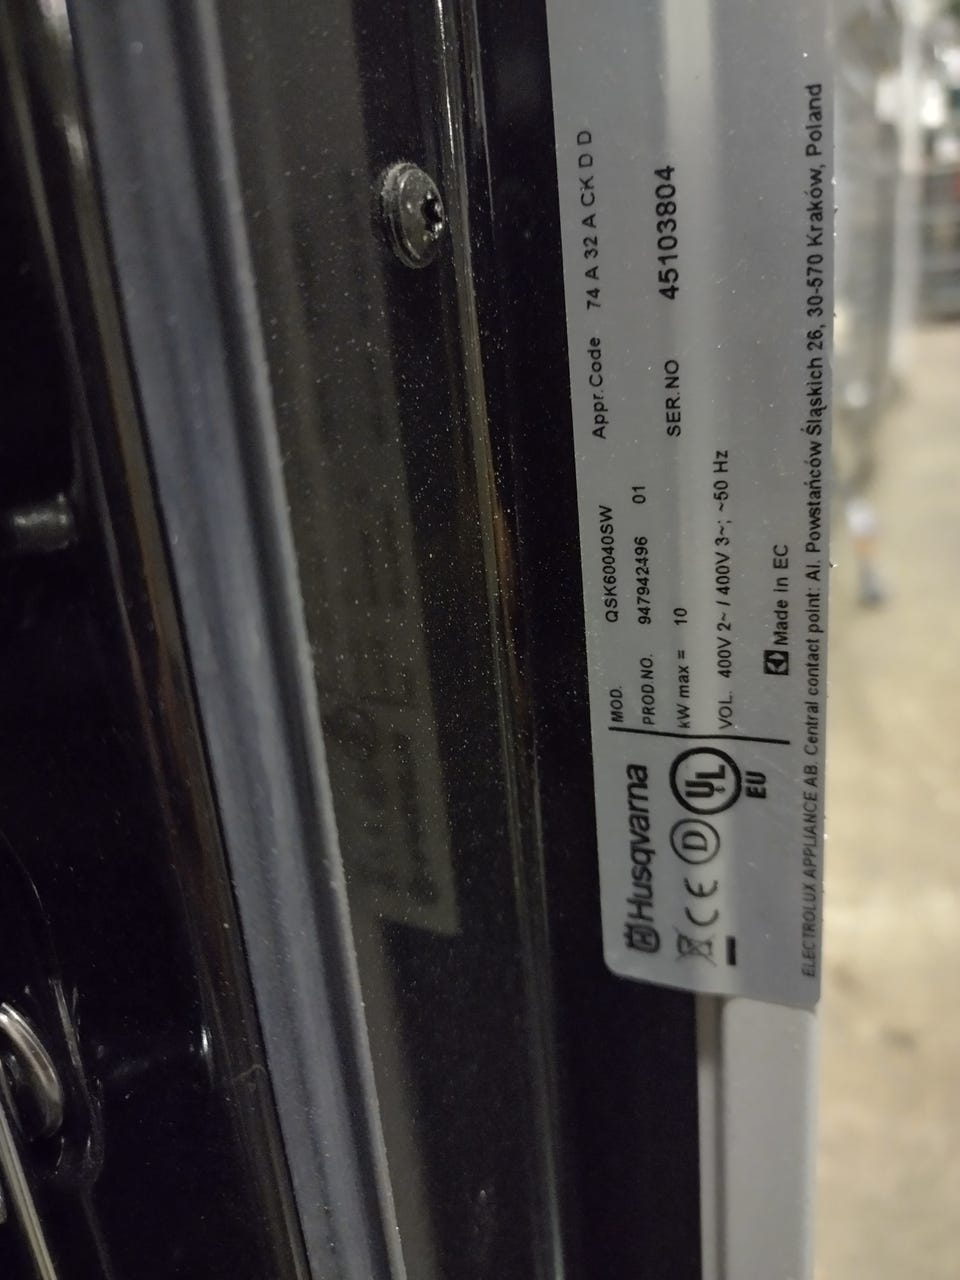 Husqvarna
MOD. QSK60040SW Appr.Code 74 A 32 A CK D D
PROD.NO. 947942496 01
kW max = 10 SER.NO 45103804
VOL. 400V 2~ / 400V 3~; ~50 Hz
CE D UL
EU
Made in EC
ELECTROLUX APPLIANCE AB. Central contact point: Al. Powstańców Śląskich 26, 30-570 Kraków, Poland